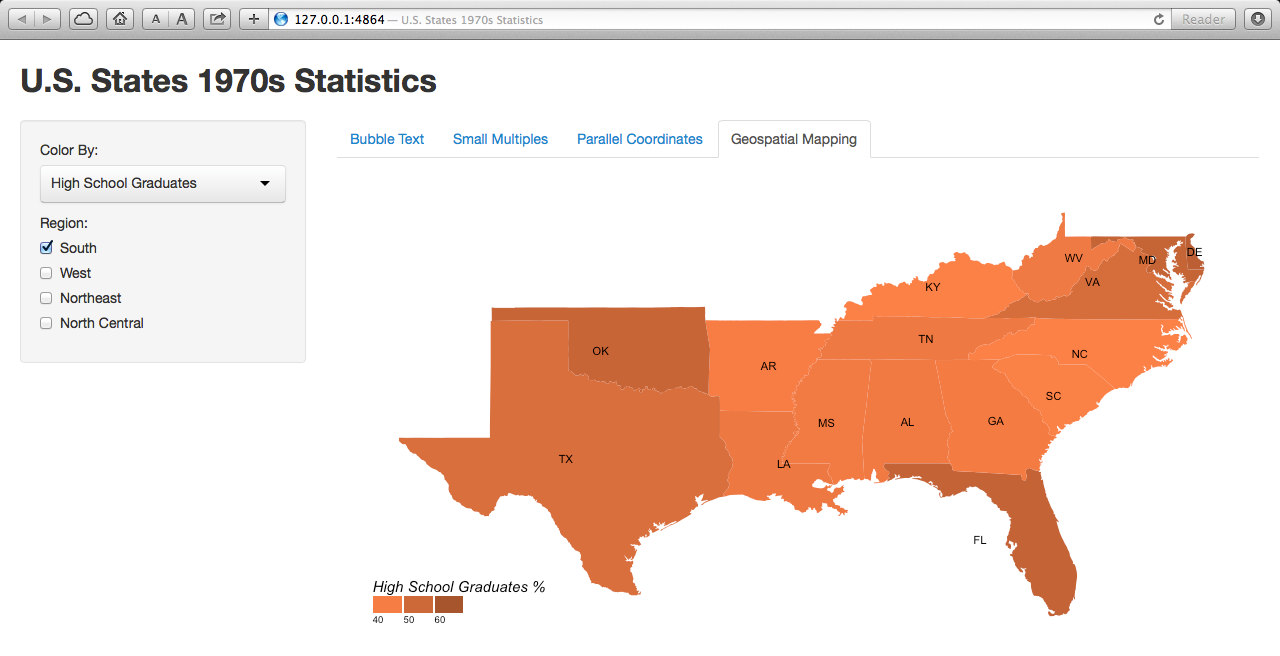 A A + 127.0.0.1:4864 — U.S. States 1970s Statistics Reader
U.S. States 1970s Statistics
Color By:
High School Graduates
Region:
South
West
Northeast
North Central
Bubble Text Small Multiples Parallel Coordinates Geospatial Mapping
DE
WV MD
VA
KY
TN
OK NC
AR
SC
MS AL GA
TX LA
FL
High School Graduates %
40 50 60